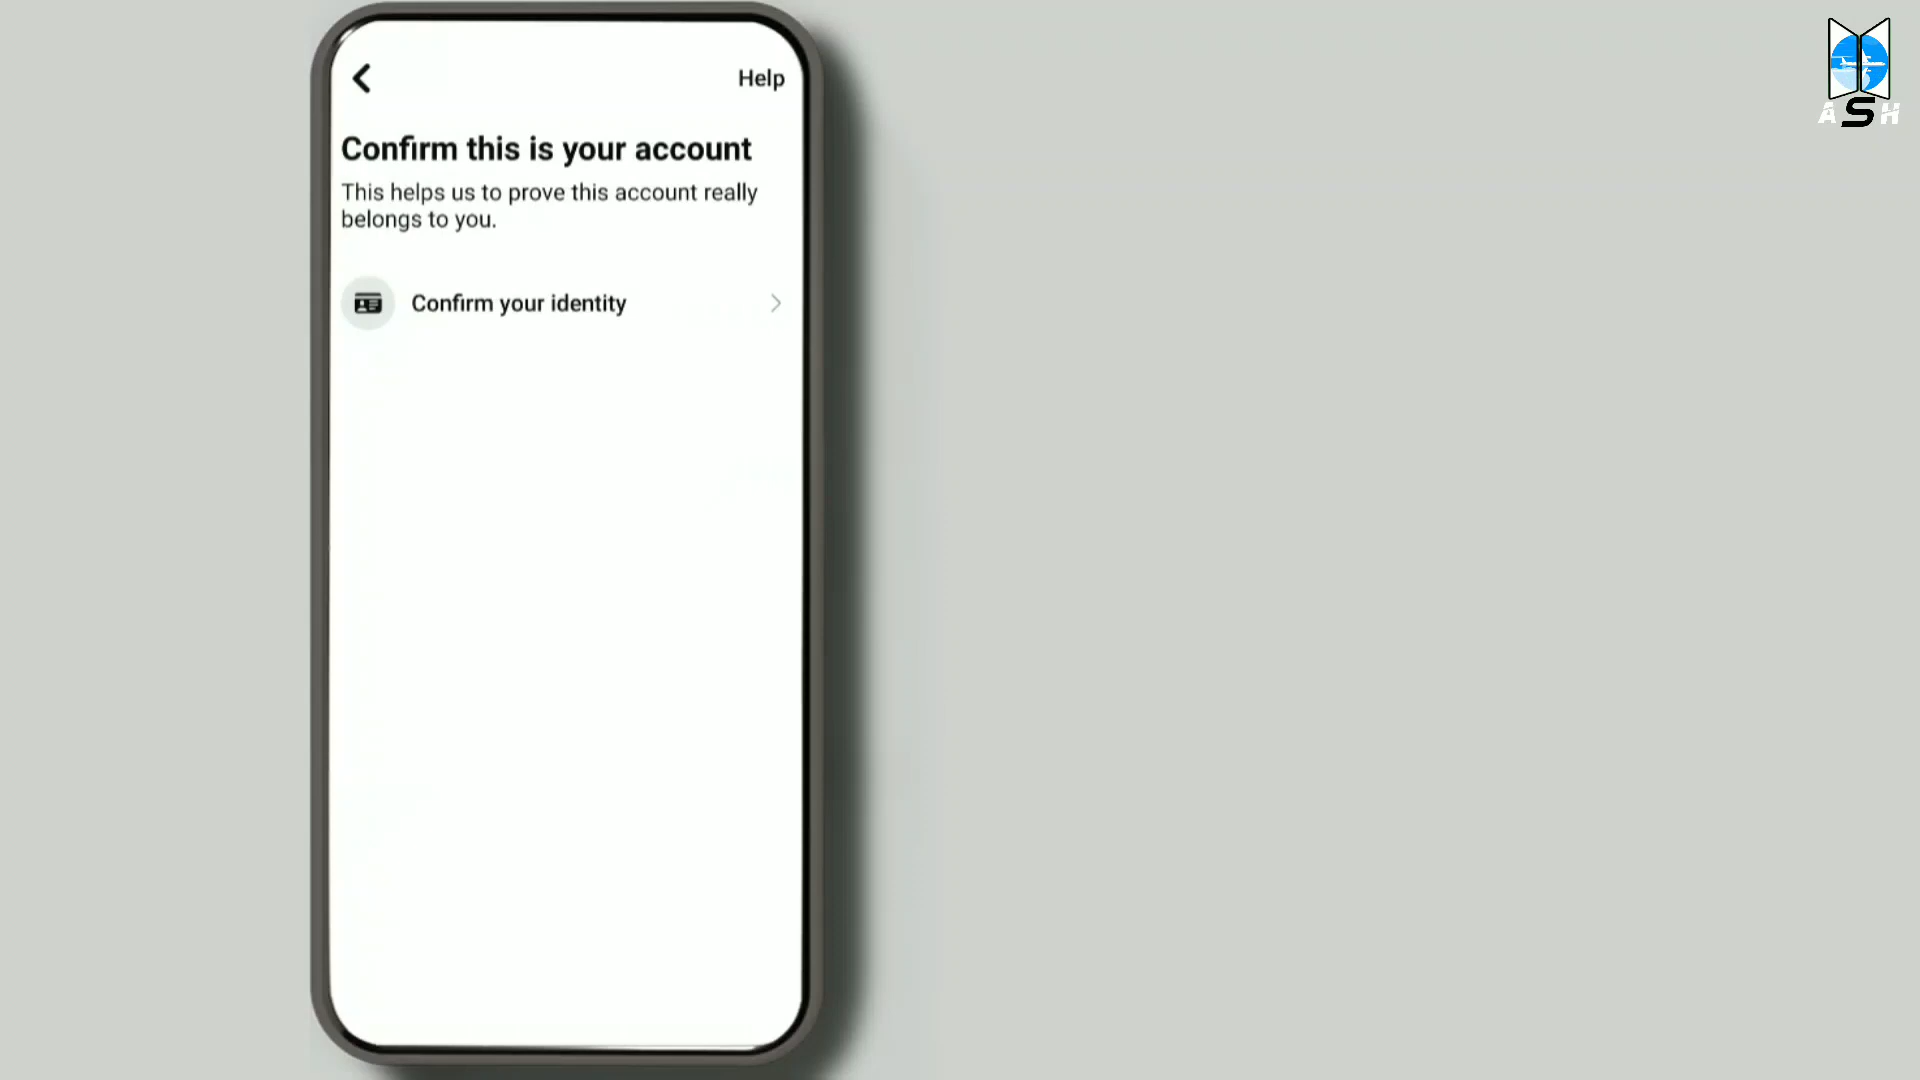 Help
Confirm this is your account
This helps us to prove this account really
belongs to you.
Confirm your identity
ASH